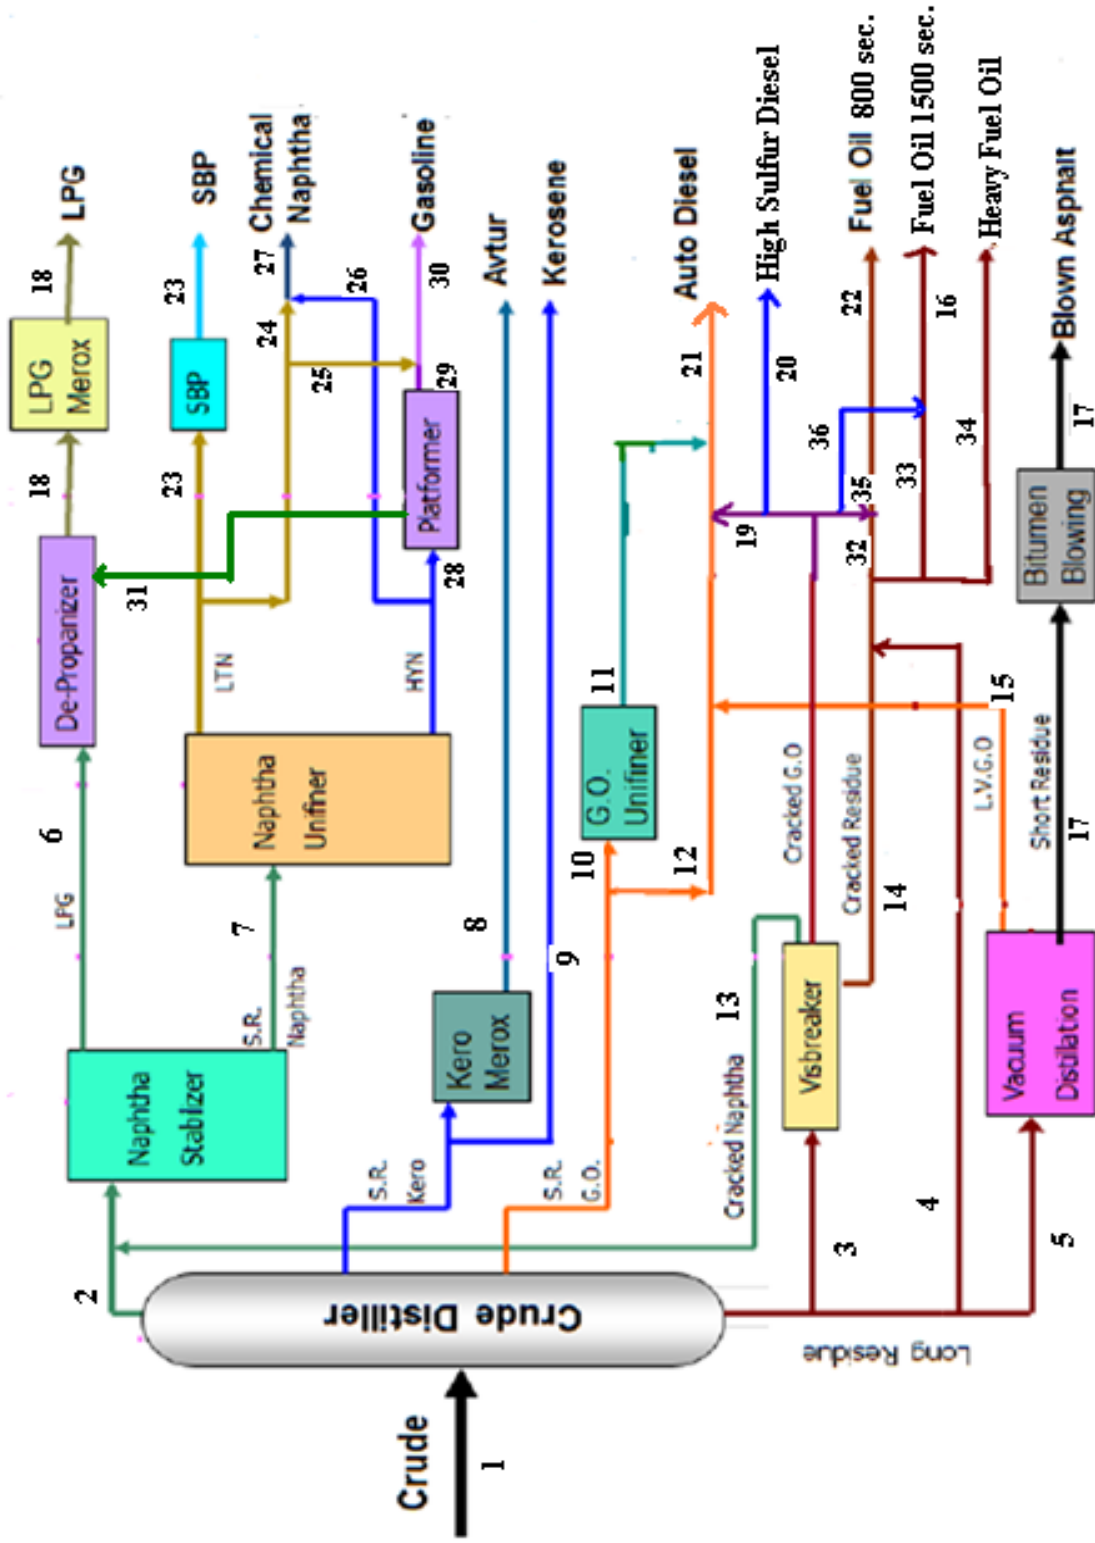 Crude
1
Crude Distiller
2
Naphtha
Stablizer
LPG
6
De-Propanizer
18
LPG
Merox
18
LPG
S.R.
Naphtha
7
Naphtha
Unifiner
LTN
23
SBP
23
SBP
31
24
25
26
27
Chemical
Naphtha
HYN
28
Platformer
29
30
Gasoline
S.R.
Kero
Kero
Merox
8
Avtur
9
Kerosene
S.R.
G.O.
10
G.O.
Unifiner
11
12
21
Auto Diesel
Cracked Naphtha
13
3
Visbreaker
Cracked G.O
19
20
High Sulfur Diesel
Cracked Residue
14
32
35
36
22
Fuel Oil 800 sec.
33
16
Fuel Oil 1500 sec.
34
Heavy Fuel Oil
Long Residue
4
5
Vacuum
Distilation
L.V.G.O
15
Short Residue
17
Bitumen
Blowing
17
Blown Asphalt